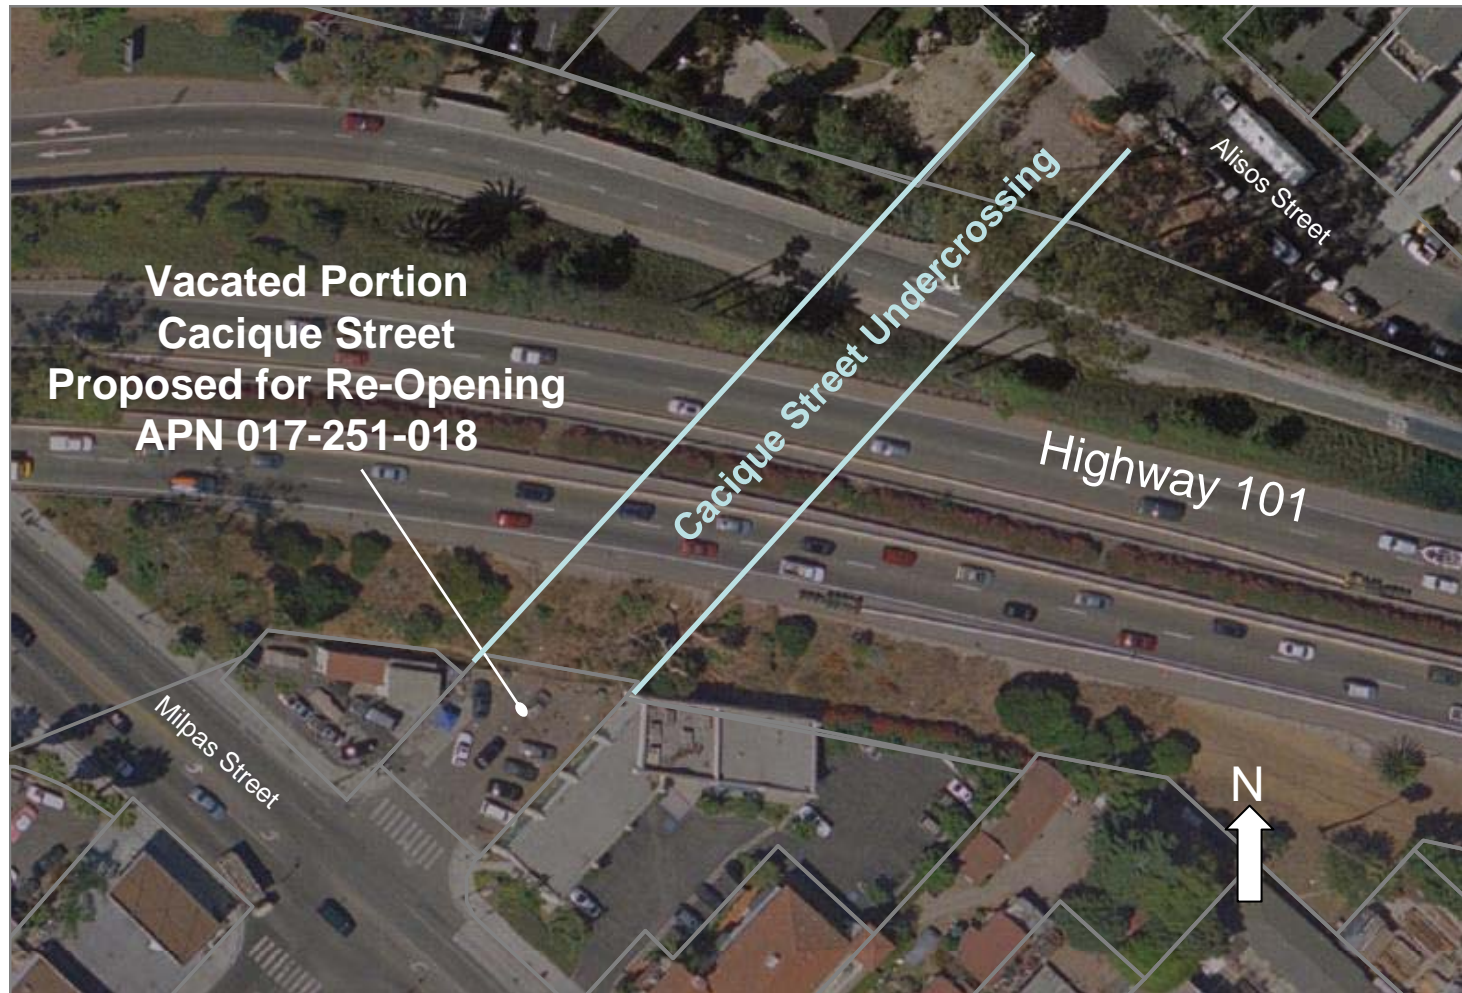 Alisos Street
Cacique Street Undercrossing
Vacated Portion
Cacique Street
Proposed for Re-Opening
APN 017-251-018
Highway 101
Milpas Street
N